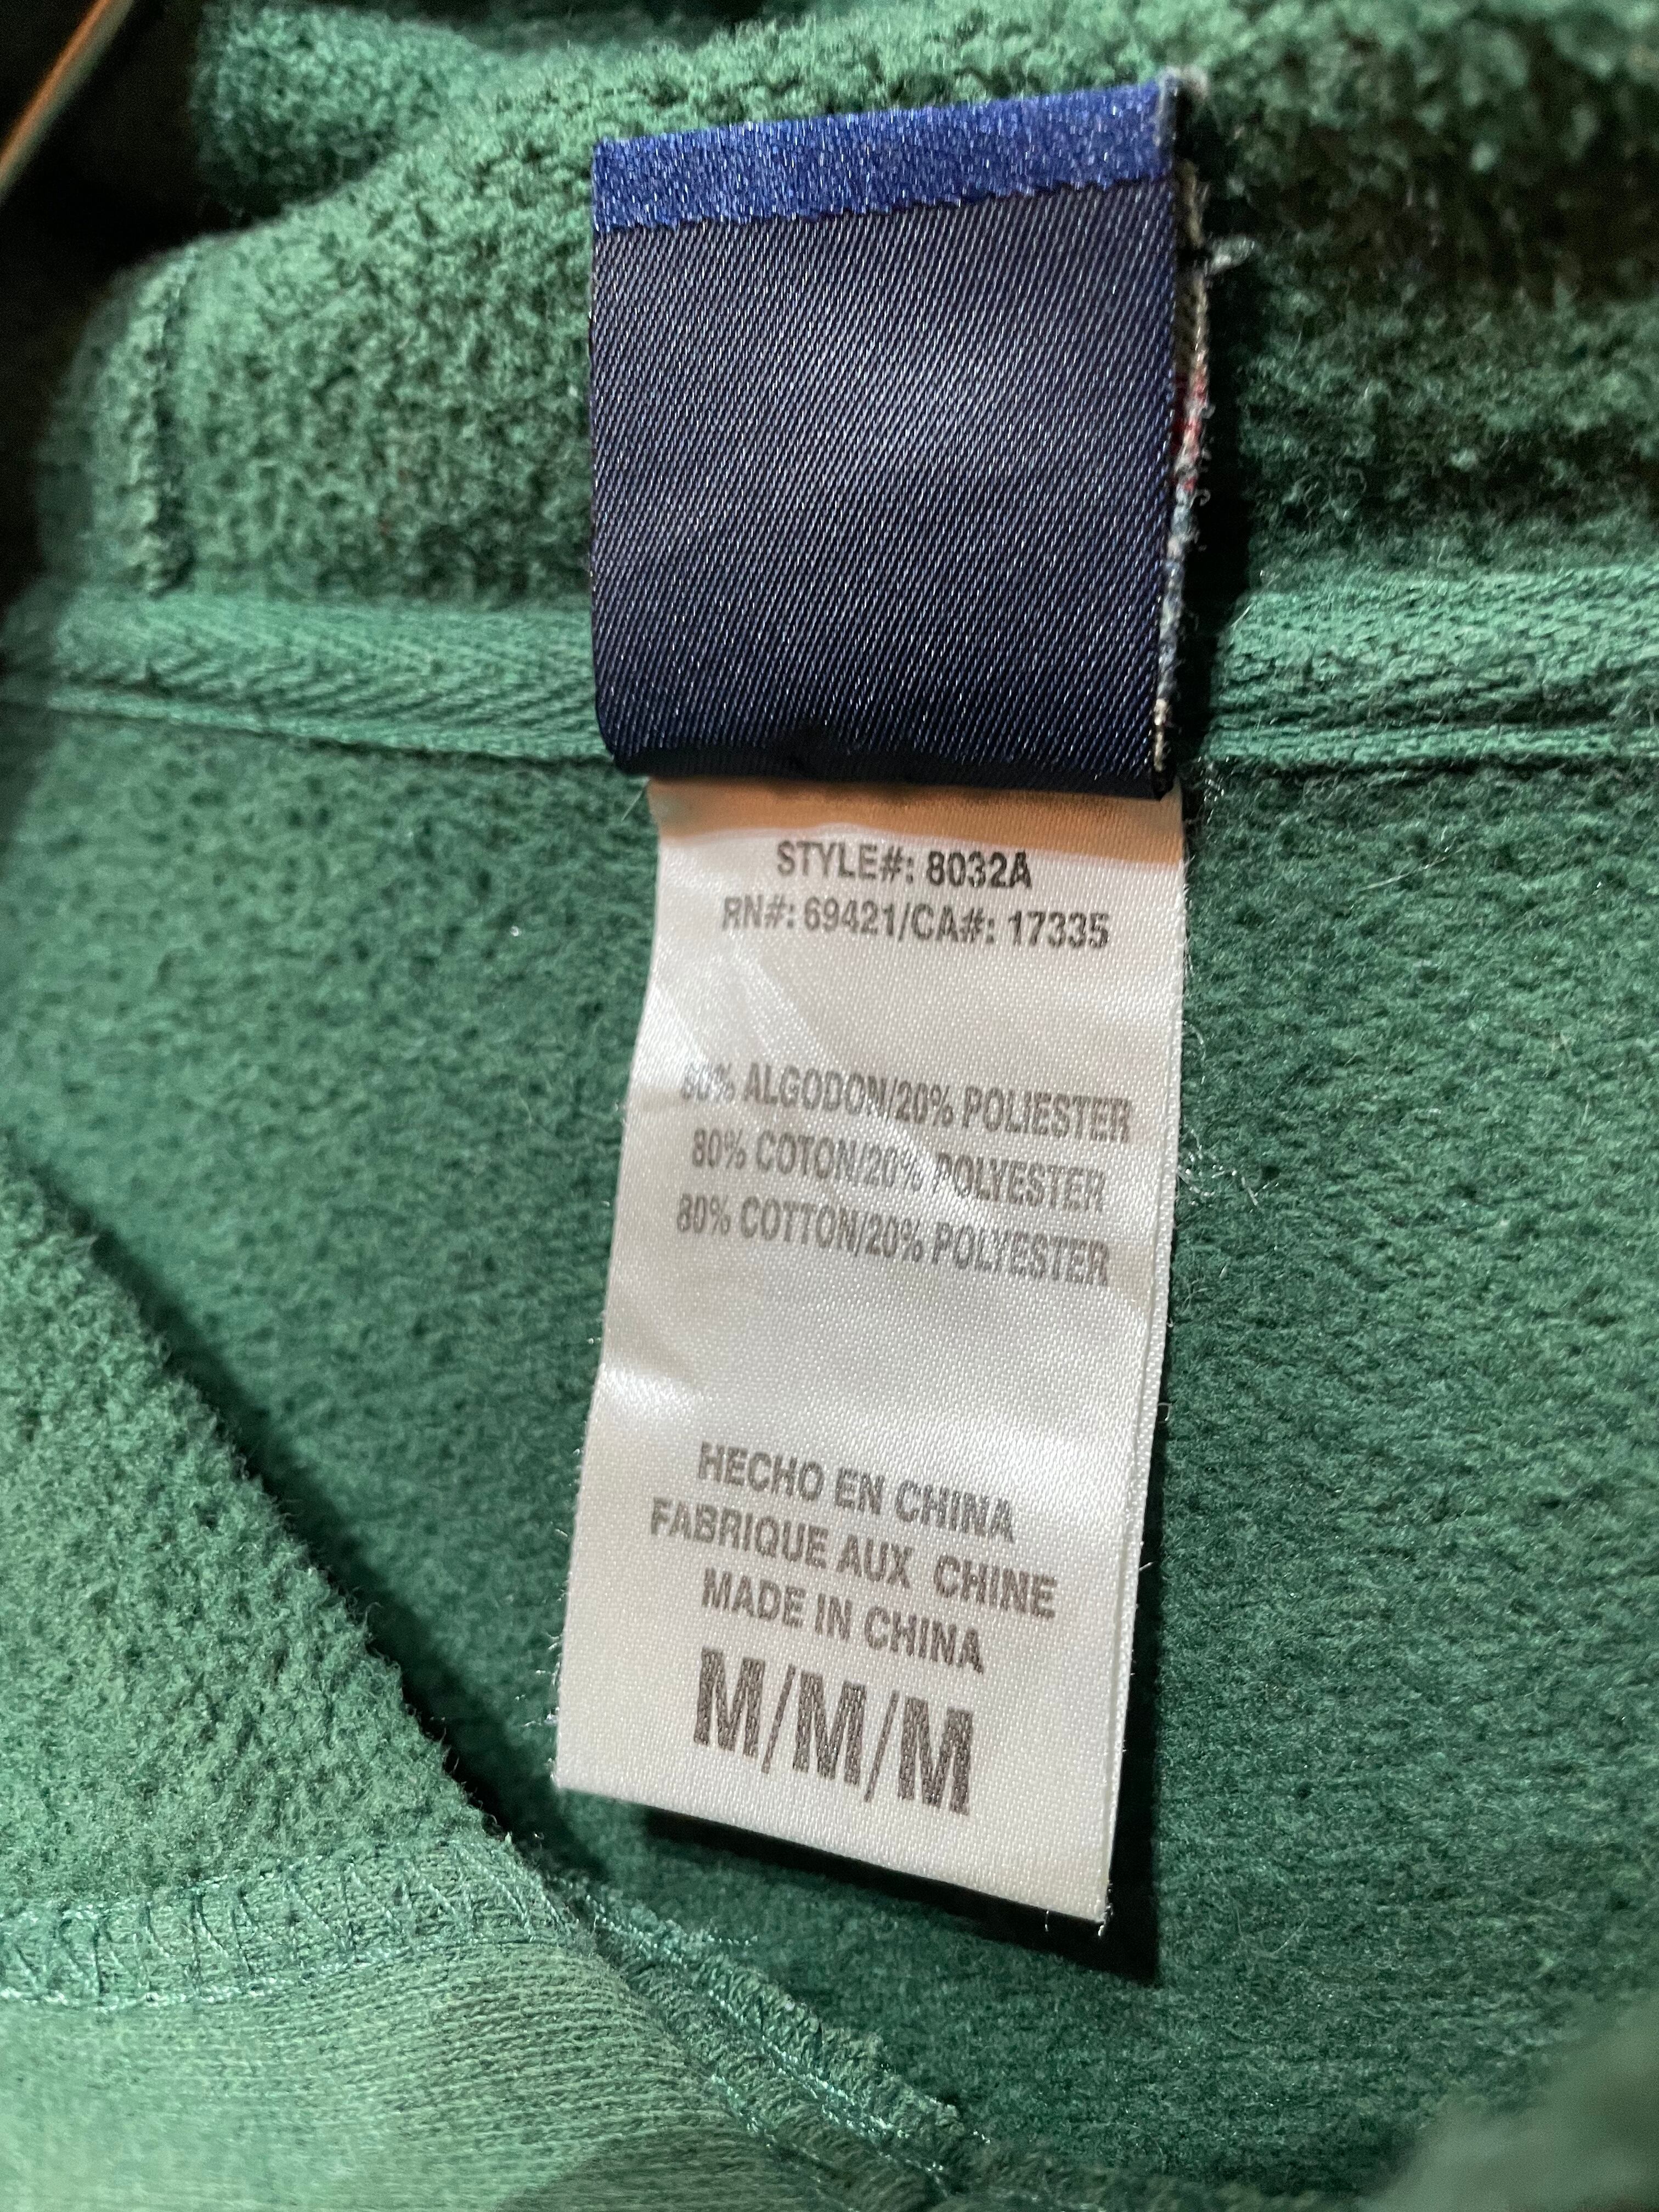 STYLE#: 8032A
RN#: 69421/CA#: 17335
80% ALGODON/20% POLIESTER
80% COTON/20% POLYESTER
80% COTTON/20% POLYESTER
HECHO EN CHINA
FABRIQUE AUX CHINE
MADE IN CHINA
M/M/M